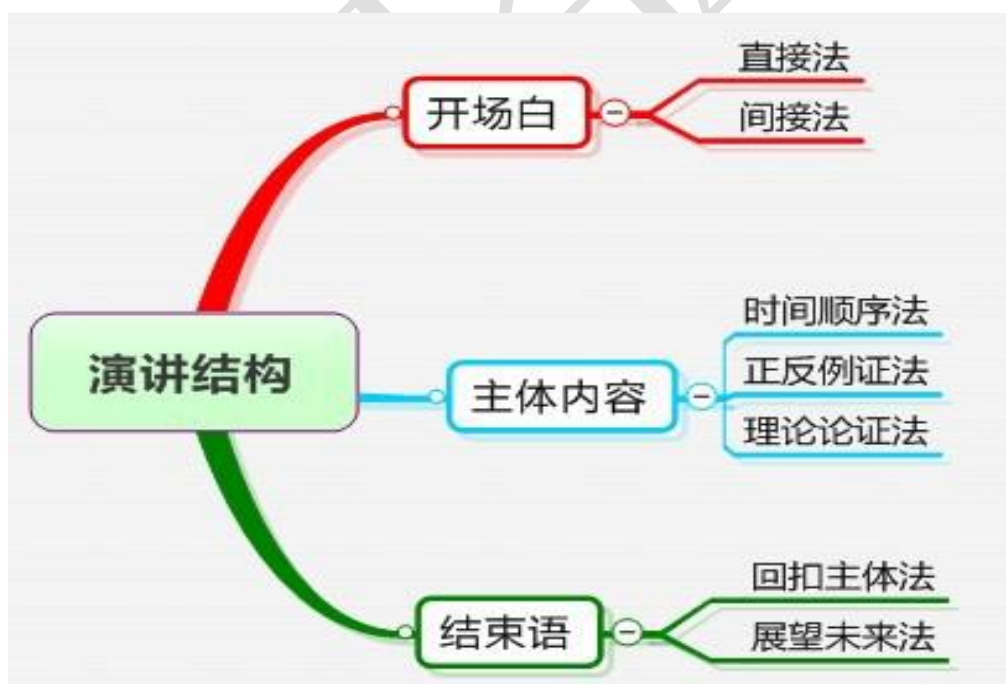 演讲结构
开场白
直接法
间接法
主体内容
时间顺序法
正反例证法
理论论证法
结束语
回扣主体法
展望未来法